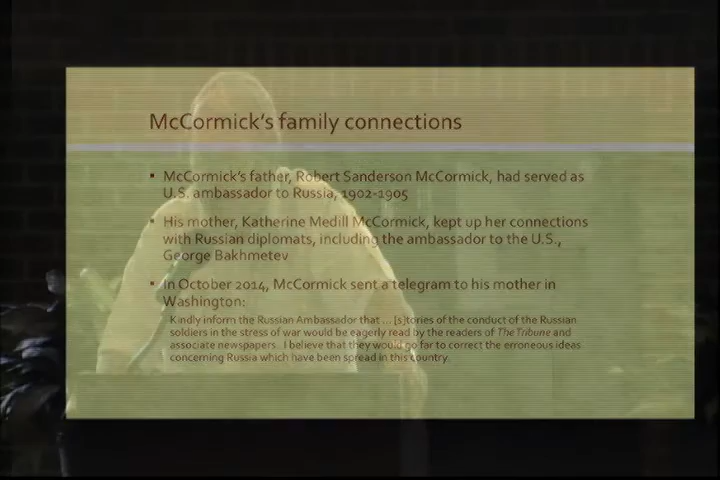 McCormick's family connections
McCormick's father, Robert Sanderson McCormick, had served as
U.S. ambassador to Russia, 1902-1905
His mother, Katherine Medill McCormick, kept up her connections
with Russian diplomats, including the ambassador to the U.S.,
George Bakhmetev
In October 2014, McCormick sent a telegram to his mother in
Washington:
Kindly inform the Russian Ambassador that ... [s]tories of the conduct of the Russian
soldiers in the stress of war would be eagerly read by the readers of The Tribune and
associate newspapers. I believe that they would go far to correct the erroneous ideas
concerning Russia which have been spread in this country.